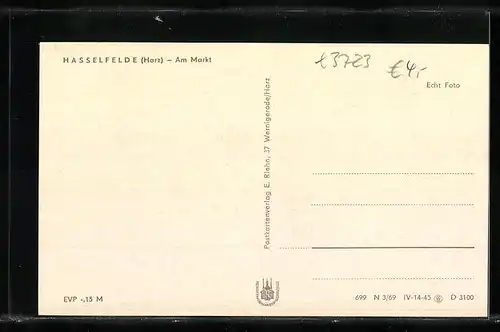 HASSELFELDE (Harz) – Am Markt
£3723
€4,-
Echt Foto
Postkartenverlag E. Riehn, 37 Wernigerode/Harz
EVP -,15 M
699 N 3/69 IV-14-45 D 3100